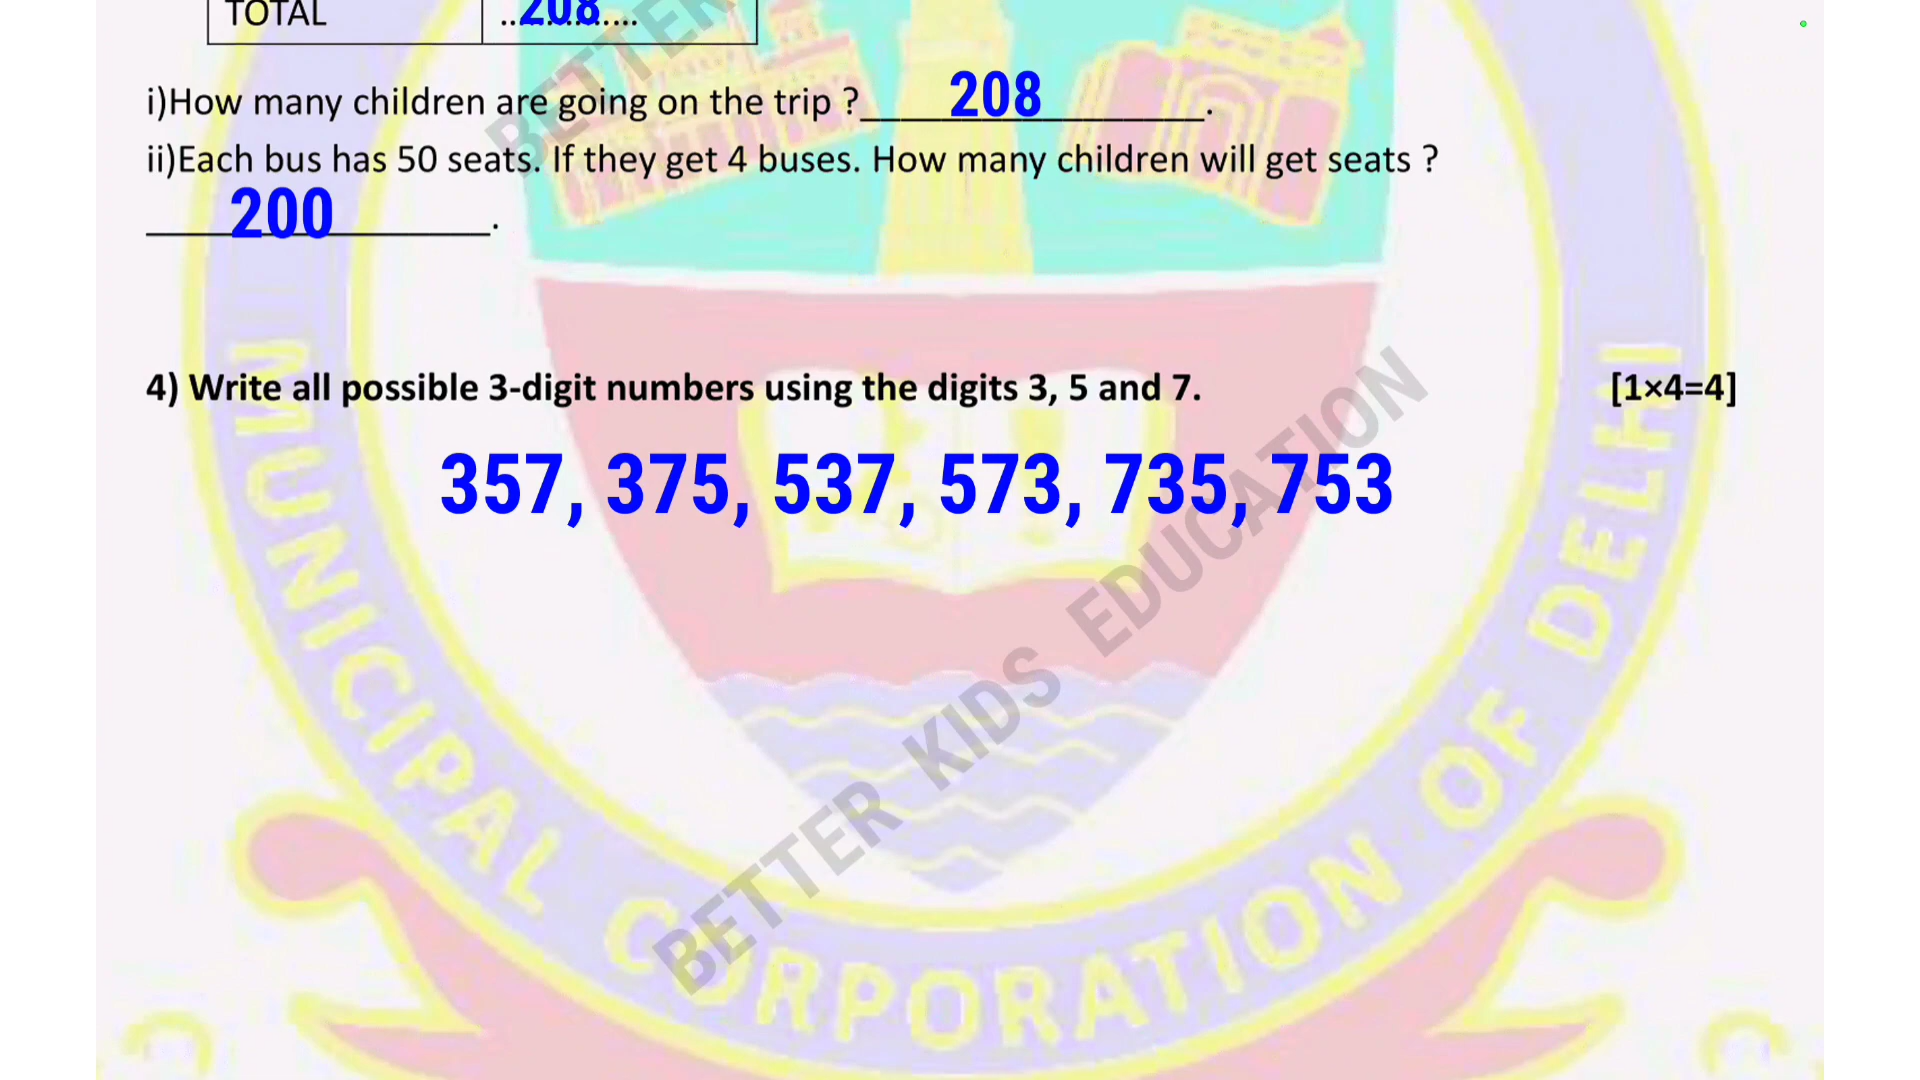 TOTAL 208
i)How many children are going on the trip ? 208 .
ii)Each bus has 50 seats. If they get 4 buses. How many children will get seats ?
200 .
4) Write all possible 3-digit numbers using the digits 3, 5 and 7. [1×4=4]
357, 375, 537, 573, 735, 753
BETTER
BETTER KIDS EDUCATION
MUNICIPAL CORPORATION OF DELHI